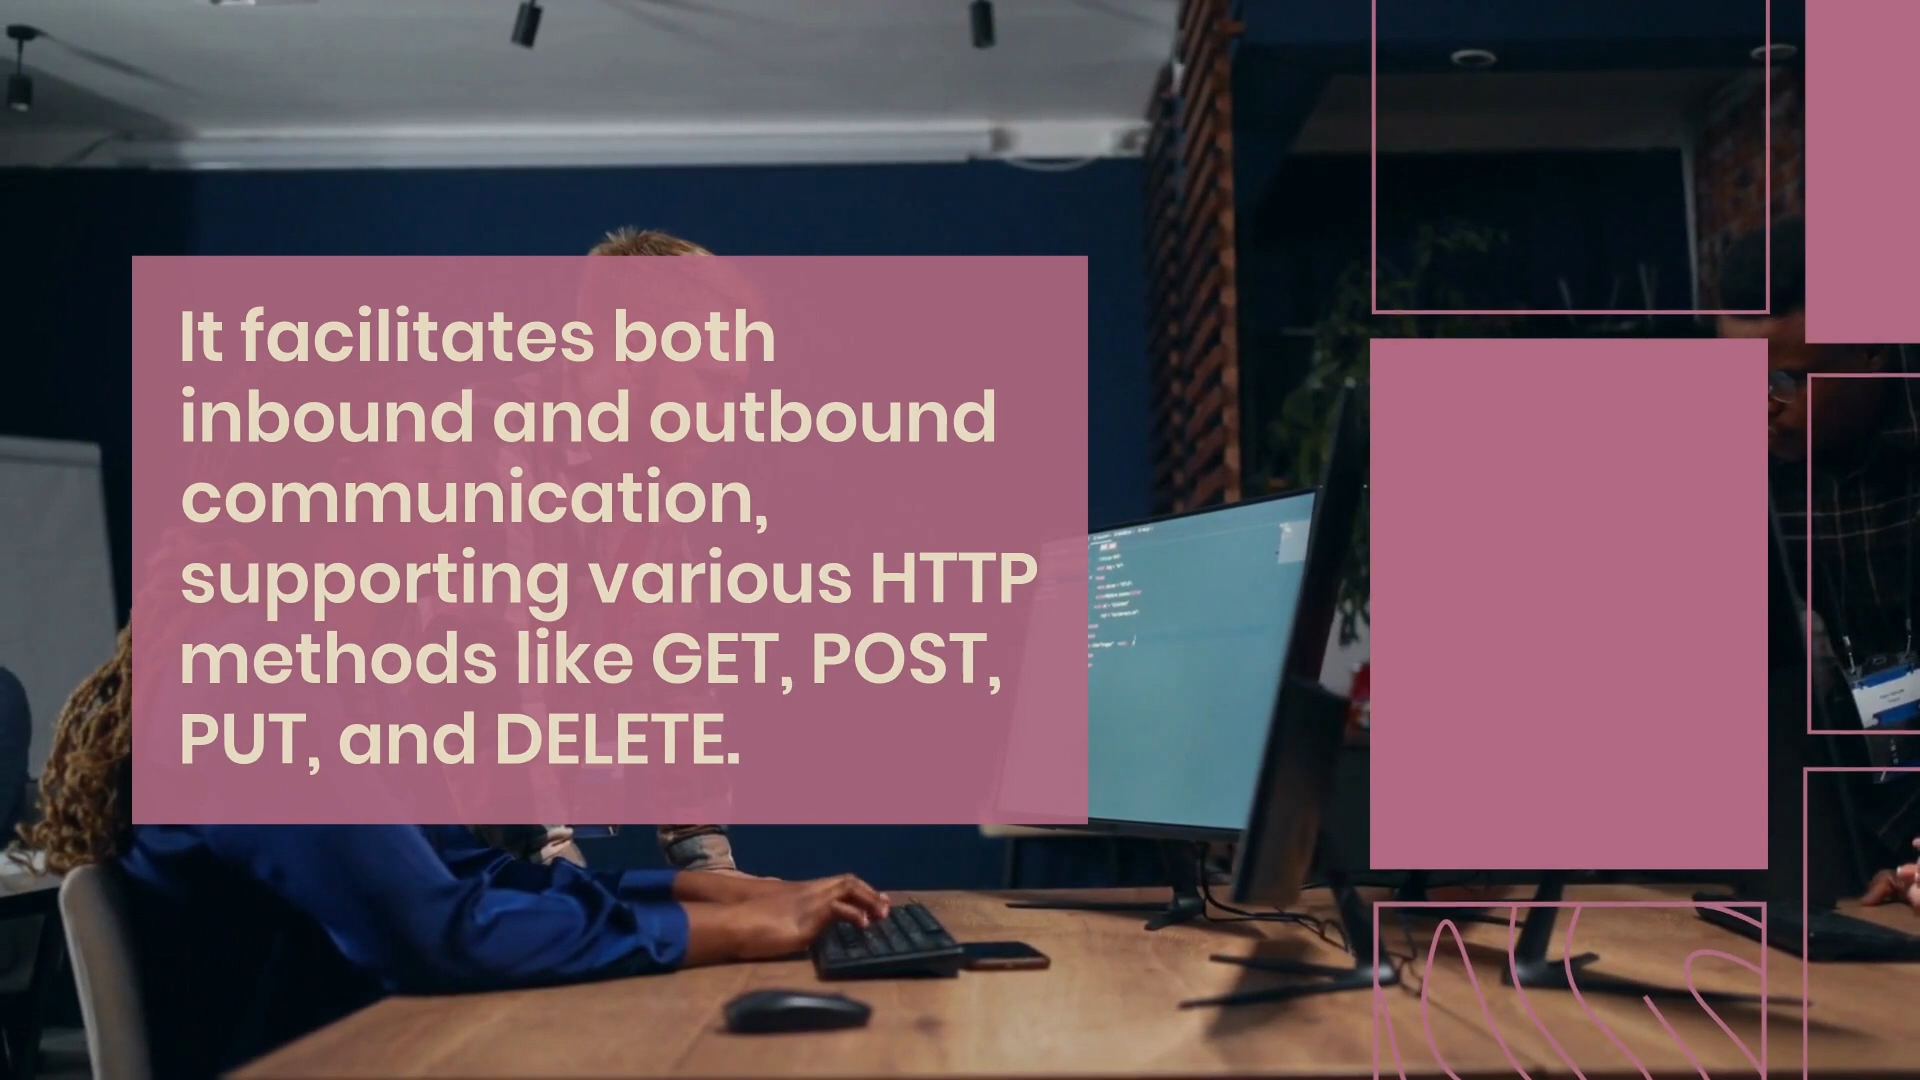 It facilitates both
inbound and outbound
communication,
supporting various HTTP
methods like GET, POST,
PUT, and DELETE.